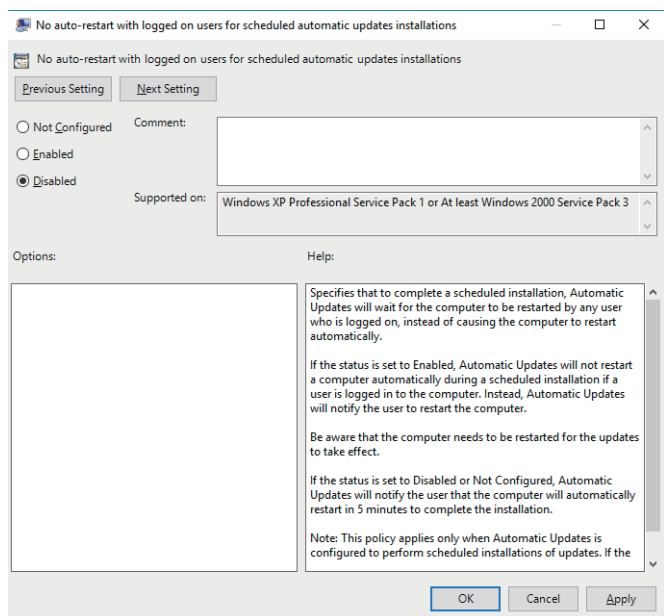 No auto-restart with logged on users for scheduled automatic updates installations
No auto-restart with logged on users for scheduled automatic updates installations
Previous Setting Next Setting
Not Configured
Comment:
Enabled
Disabled
Supported on:
Windows XP Professional Service Pack 1 or At least Windows 2000 Service Pack 3
Options:
Help:
Specifies that to complete a scheduled installation, Automatic
Updates will wait for the computer to be restarted by any user
who is logged on, instead of causing the computer to restart
automatically.
If the status is set to Enabled, Automatic Updates will not restart
a computer automatically during a scheduled installation if a
user is logged in to the computer. Instead, Automatic Updates
will notify the user to restart the computer.
Be aware that the computer needs to be restarted for the updates
to take effect.
If the status is set to Disabled or Not Configured, Automatic
Updates will notify the user that the computer will automatically
restart in 5 minutes to complete the installation.
Note: This policy applies only when Automatic Updates is
configured to perform scheduled installations of updates. If the
OK Cancel Apply